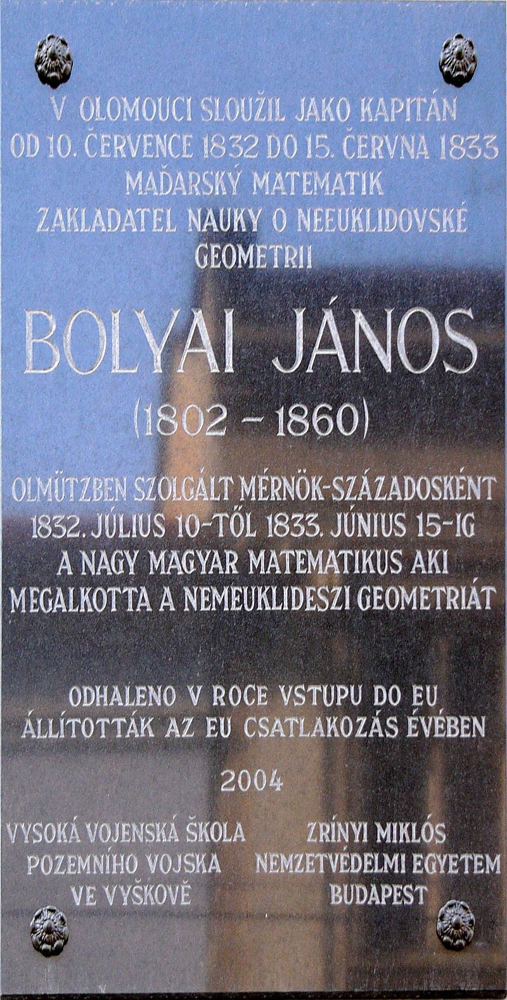 V OLOMOUCI SLOUŽIL JAKO KAPITÁN
OD 10. ČERVENCE 1832 DO 15. ČERVNA 1833
MAĎARSKÝ MATEMATIK
ZAKLADATEL NAUKY O NEEUKLIDOVSKÉ
GEOMETRII
BOLYAI JÁNOS
(1802 – 1860)
OLMÜTZBEN SZOLGÁLT MÉRNÖK-SZÁZADOSKÉNT
1832. JÚLIUS 10-TŐL 1833. JÚNIUS 15-IG
A NAGY MAGYAR MATEMATIKUS AKI
MEGALKOTTA A NEMEUKLIDESZI GEOMETRIÁT
ODHALENO V ROCE VSTUPU DO EU
ÁLLÍTOTTÁK AZ EU CSATLAKOZÁS ÉVÉBEN
2004
VYSOKÁ VOJENSKÁ ŠKOLA
POZEMNÍHO VOJSKA
VE VYŠKOVĚ
ZRÍNYI MIKLÓS
NEMZETVÉDELMI EGYETEM
BUDAPEST